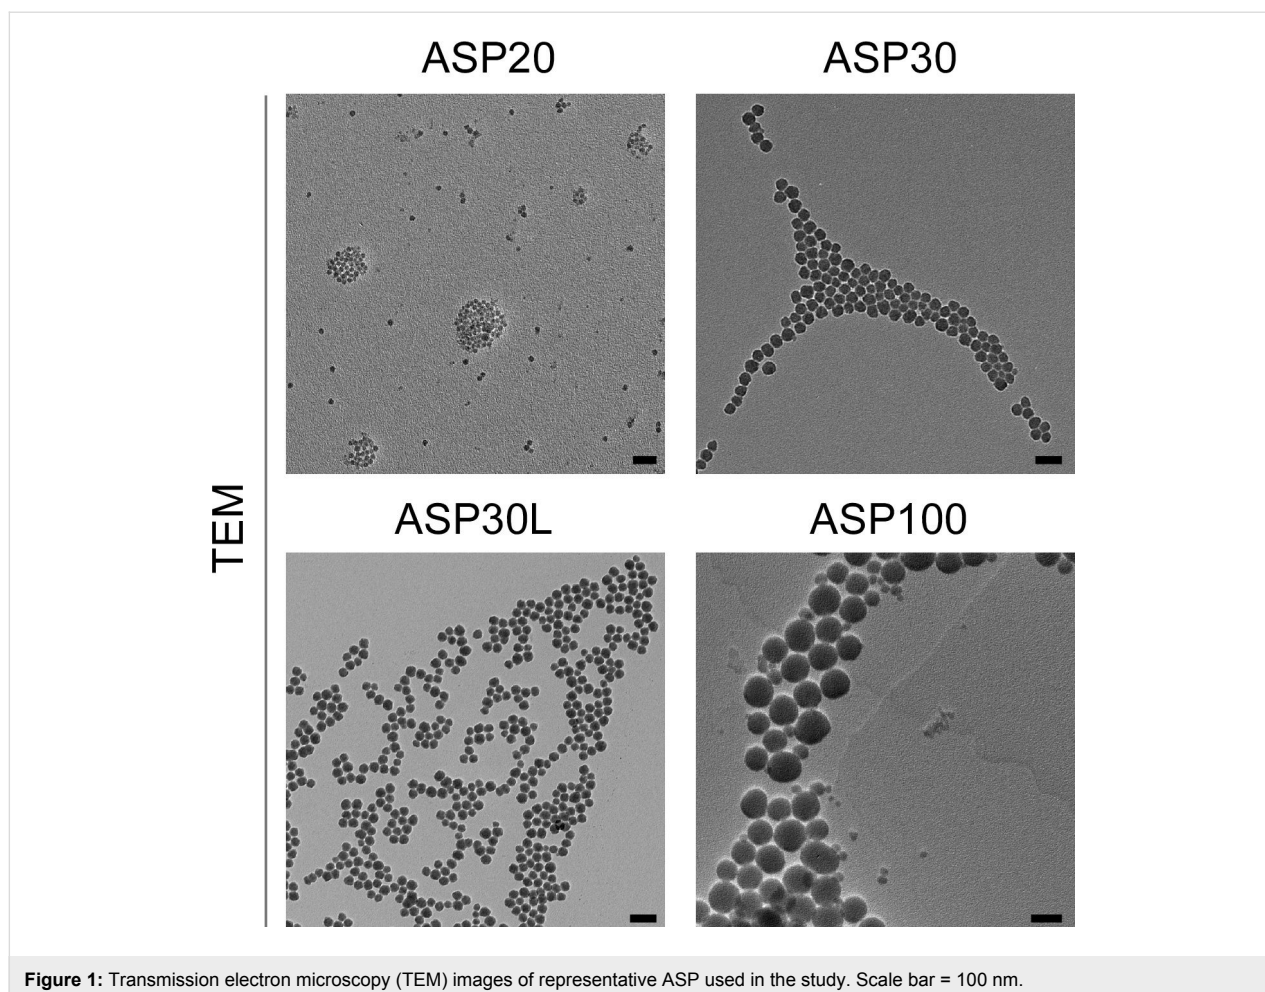 ASP20
ASP30
TEM
ASP30L
ASP100
Figure 1: Transmission electron microscopy (TEM) images of representative ASP used in the study. Scale bar = 100 nm.